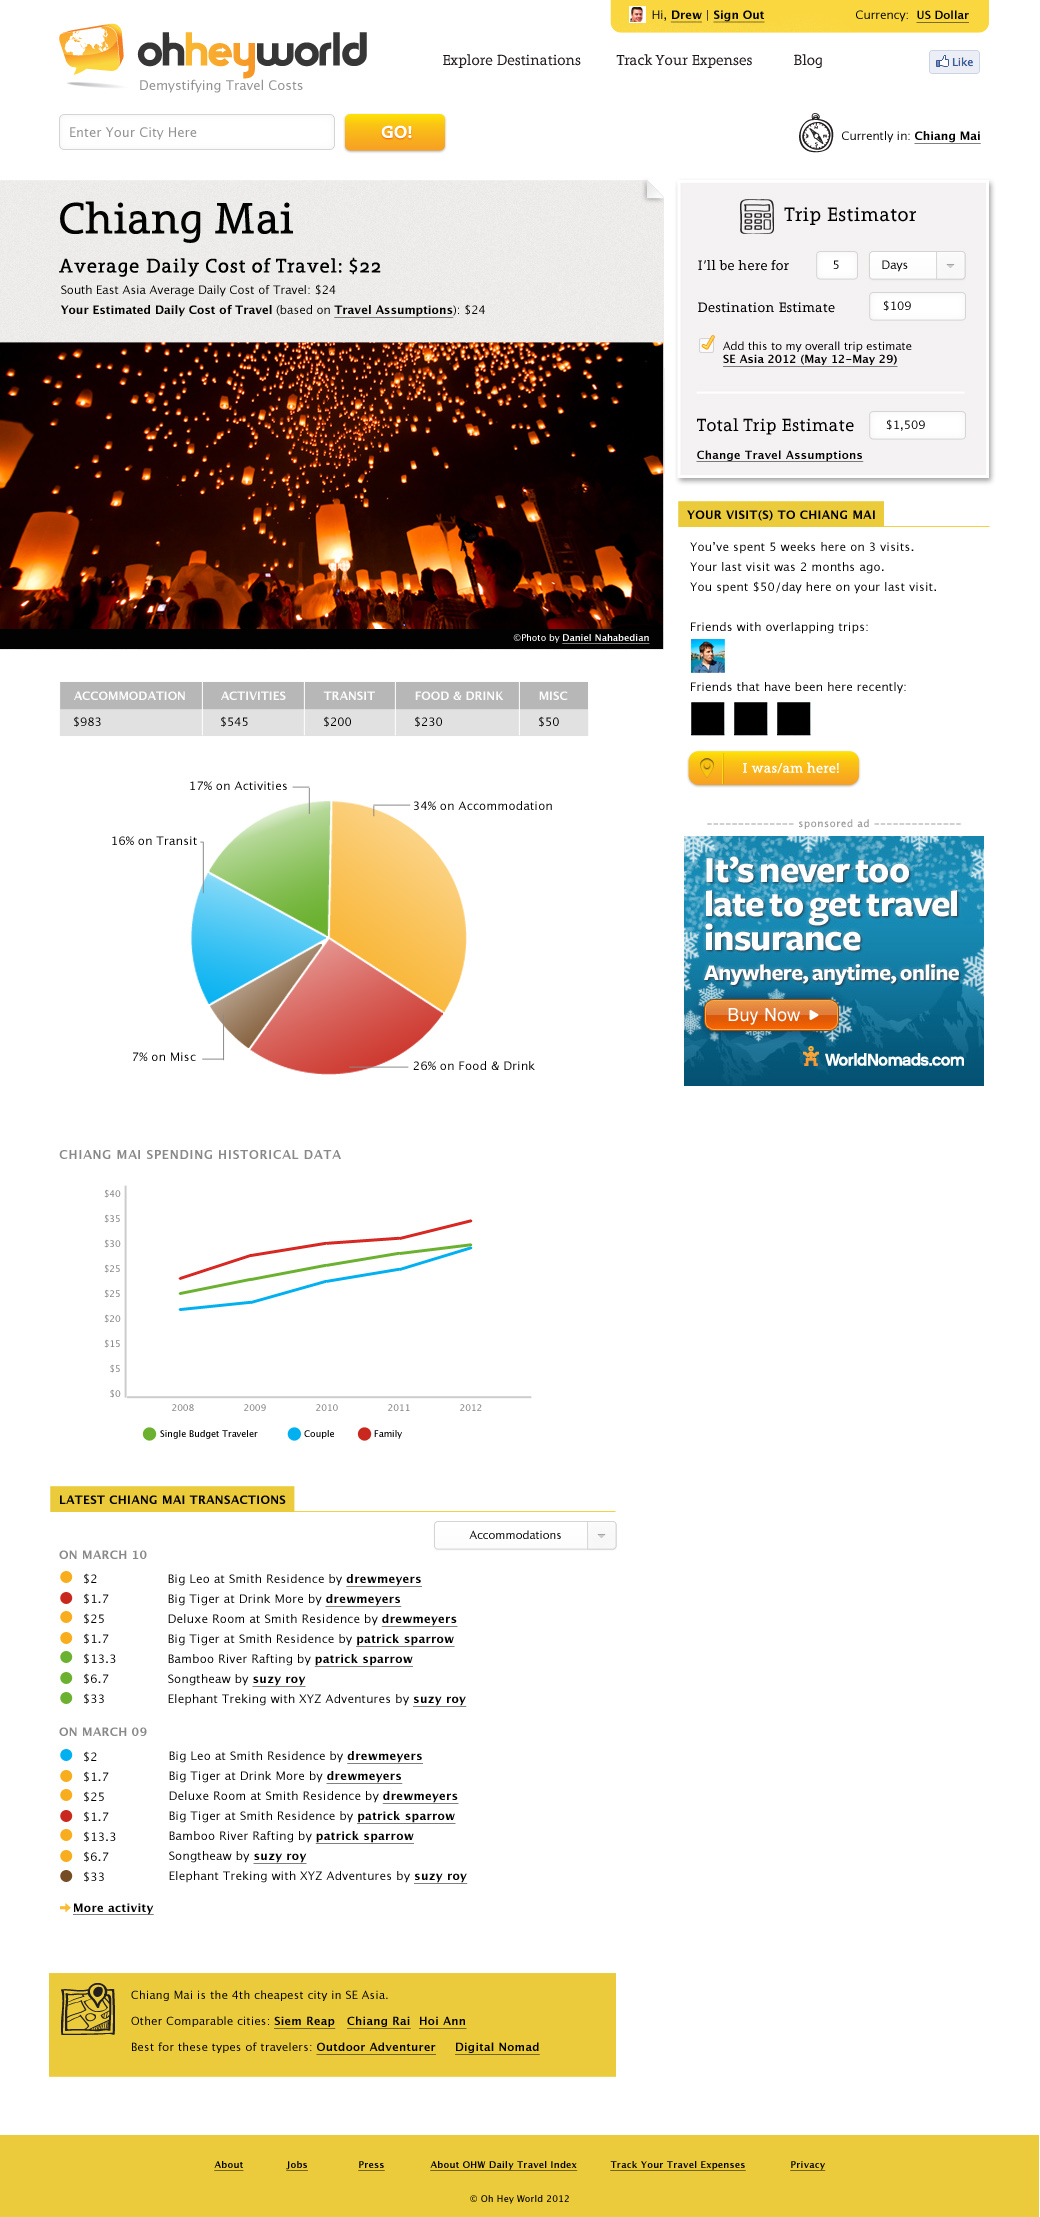 Hi, Drew | Sign Out
Currency: US Dollar
ohheyworld
Demystifying Travel Costs
Explore Destinations
Track Your Expenses
Blog
Like
Enter Your City Here
GO!
Currently in: Chiang Mai
Chiang Mai
Average Daily Cost of Travel: $22
South East Asia Average Daily Cost of Travel: $24
Your Estimated Daily Cost of Travel (based on Travel Assumptions): $24
©Photo by Daniel Nahabedian
Trip Estimator
I'll be here for 5 Days
Destination Estimate $109
Add this to my overall trip estimate
SE Asia 2012 (May 12-May 29)
Total Trip Estimate $1,509
Change Travel Assumptions
YOUR VISIT(S) TO CHIANG MAI
You've spent 5 weeks here on 3 visits.
Your last visit was 2 months ago.
You spent $50/day here on your last visit.
Friends with overlapping trips:
Friends that have been here recently:
I was/am here!
sponsored ad
It's never too
late to get travel
insurance
Anywhere, anytime, online
Buy Now
WorldNomads.com
ACCOMMODATION ACTIVITIES TRANSIT FOOD & DRINK MISC
$983 $545 $200 $230 $50
17% on Activities
34% on Accommodation
16% on Transit
7% on Misc
26% on Food & Drink
CHIANG MAI SPENDING HISTORICAL DATA
$40
$35
$30
$25
$25
$20
$15
$5
$0
2008 2009 2010 2011 2012
Single Budget Traveler Couple Family
LATEST CHIANG MAI TRANSACTIONS
Accommodations
ON MARCH 10
$2 Big Leo at Smith Residence by drewmeyers
$1.7 Big Tiger at Drink More by drewmeyers
$25 Deluxe Room at Smith Residence by drewmeyers
$1.7 Big Tiger at Smith Residence by patrick sparrow
$13.3 Bamboo River Rafting by patrick sparrow
$6.7 Songtheaw by suzy roy
$33 Elephant Treking with XYZ Adventures by suzy roy
ON MARCH 09
$2 Big Leo at Smith Residence by drewmeyers
$1.7 Big Tiger at Drink More by drewmeyers
$25 Deluxe Room at Smith Residence by drewmeyers
$1.7 Big Tiger at Smith Residence by patrick sparrow
$13.3 Bamboo River Rafting by patrick sparrow
$6.7 Songtheaw by suzy roy
$33 Elephant Treking with XYZ Adventures by suzy roy
More activity
Chiang Mai is the 4th cheapest city in SE Asia.
Other Comparable cities: Siem Reap Chiang Rai Hoi Ann
Best for these types of travelers: Outdoor Adventurer Digital Nomad
About Jobs Press About OHW Daily Travel Index Track Your Travel Expenses Privacy
© Oh Hey World 2012